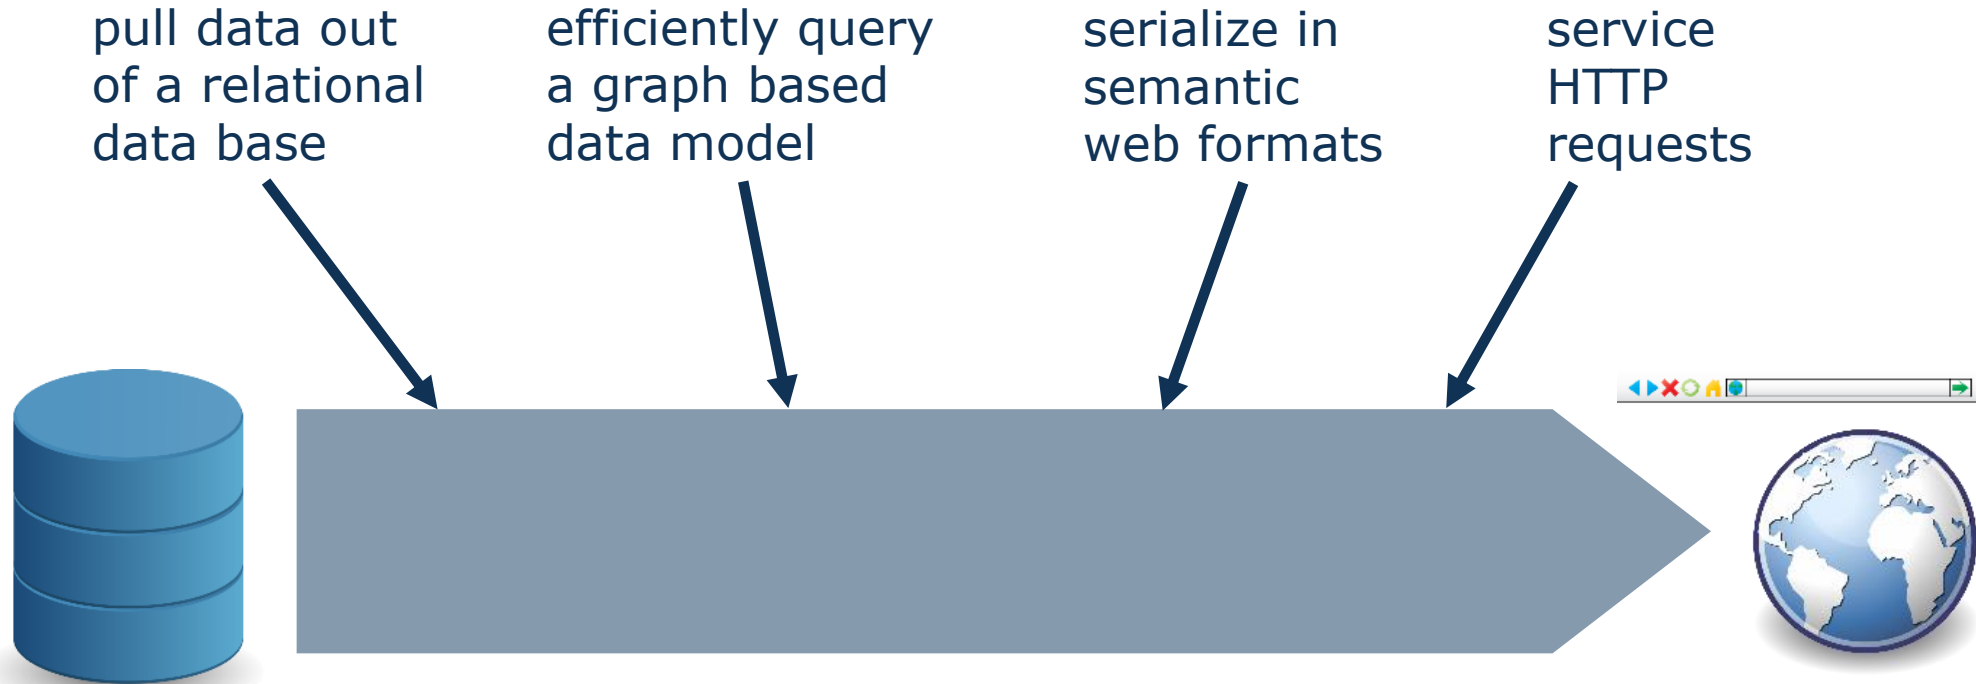 pull data out
of a relational
data base
efficiently query
a graph based
data model
serialize in
semantic
web formats
service
HTTP
requests